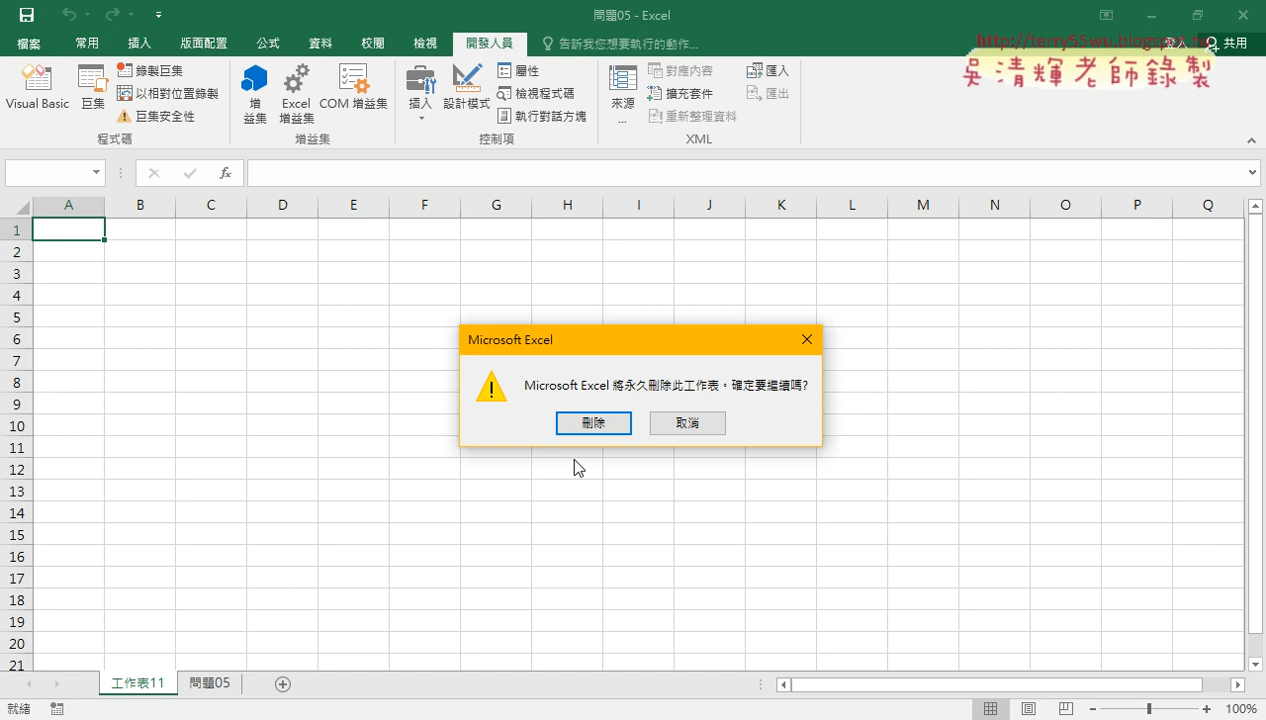 問題05 - Excel
檔案 常用 插入 版面配置 公式 資料 校閱 檢視 開發人員 告訴我您想要執行的動作... 登入 共用
http://terry55wu.blogspot.tw
吳清輝老師錄製
Visual Basic
巨集
錄製巨集
以相對位置錄製
巨集安全性
程式碼
增
益集
Excel
增益集
COM 增益集
增益集
插入
設計模式
屬性
檢視程式碼
執行對話方塊
控制項
來源
...
對應內容
擴充套件
重新整理資料
匯入
匯出
XML
fx
A B C D E F G H I J K L M N O P Q
1
2
3
4
5
6
7
8
9
10
11
12
13
14
15
16
17
18
19
20
21
Microsoft Excel
Microsoft Excel 將永久刪除此工作表。確定要繼續嗎?
刪除 取消
工作表11 問題05
就緒 100%